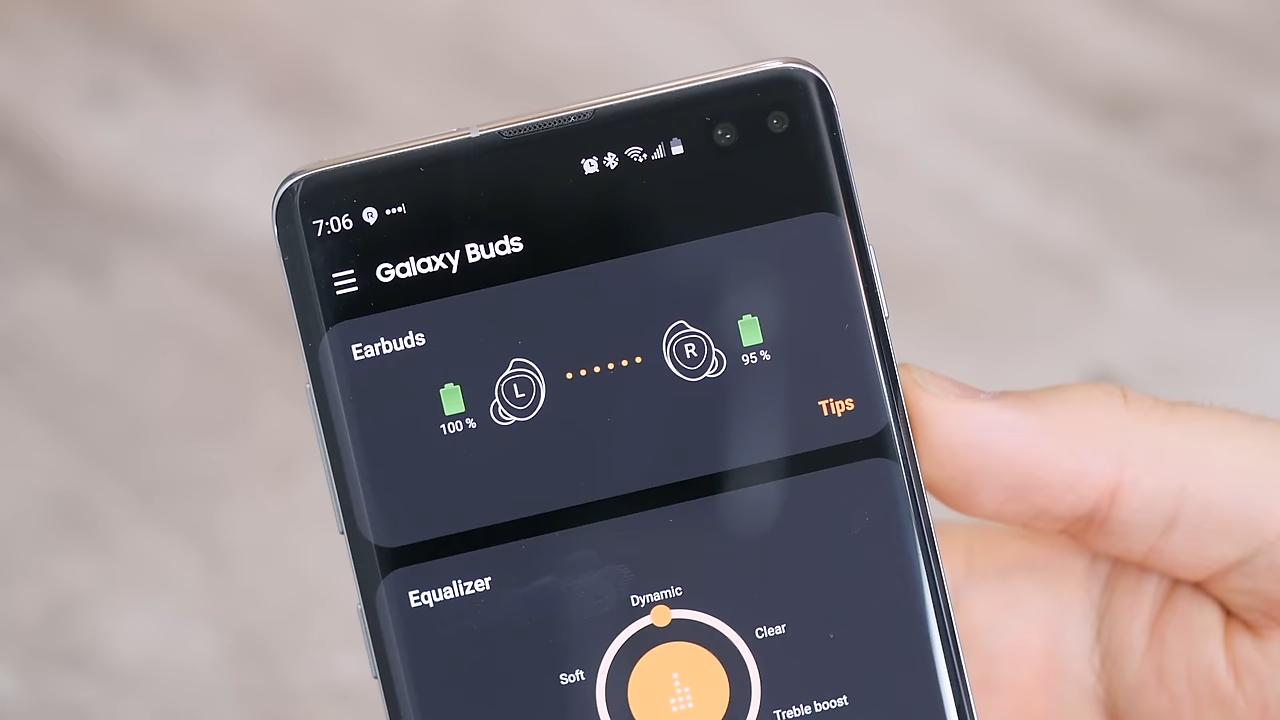 7:06
Galaxy Buds
Earbuds
L
R
100 %
95 %
Tips
Equalizer
Dynamic
Clear
Soft
Treble boost